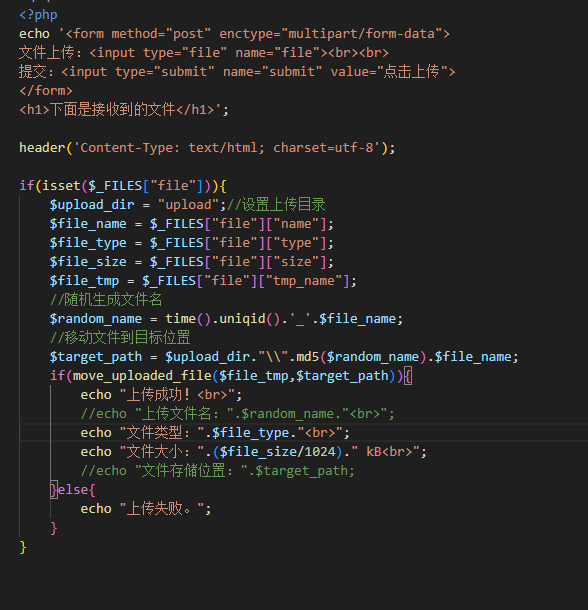 <?php
echo '<form method="post" enctype="multipart/form-data">
文件上传：<input type="file" name="file"><br><br>
提交：<input type="submit" name="submit" value="点击上传">
</form>
<h1>下面是接收到的文件</h1>';
header('Content-Type: text/html; charset=utf-8');
if(isset($_FILES["file"])){
$upload_dir = "upload";//设置上传目录
$file_name = $_FILES["file"]["name"];
$file_type = $_FILES["file"]["type"];
$file_size = $_FILES["file"]["size"];
$file_tmp = $_FILES["file"]["tmp_name"];
//随机生成文件名
$random_name = time().uniqid().'_'.$file_name;
//移动文件到目标位置
$target_path = $upload_dir."\\".md5($random_name).$file_name;
if(move_uploaded_file($file_tmp,$target_path)){
echo "上传成功！<br>";
//echo "上传文件名：".$random_name."<br>";
echo "文件类型：".$file_type."<br>";
echo "文件大小：".($file_size/1024)." kB<br>";
//echo "文件存储位置：".$target_path;
}else{
echo "上传失败。";
}
}